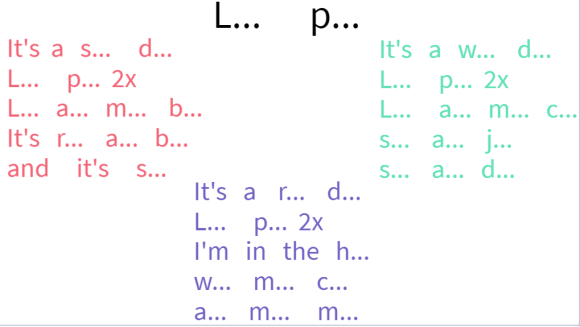 L... p...
It's a s... d...
L... p... 2x
L... a... m... b...
It's r... a... b...
and it's s...
It's a w... d...
L... p... 2x
L... a... m... c...
s... a... j...
s... a... d...
It's a r... d...
L... p... 2x
I'm in the h...
w... m... c...
a... m... m...